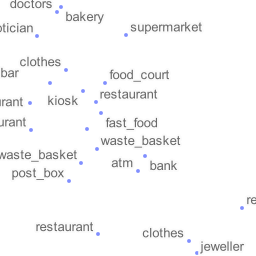 doctors
bakery
otician
supermarket
clothes
bar
food_court
kiosk
restaurant
urant
fast_food
urant
waste_basket
waste_basket
atm
bank
post_box
re
restaurant
clothes
jeweller